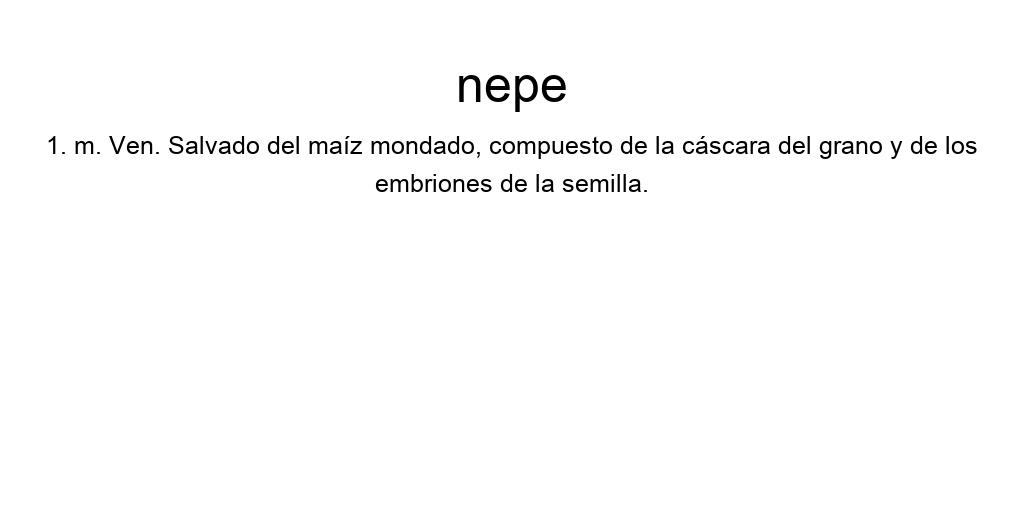 nepe
1. m. Ven. Salvado del maíz mondado, compuesto de la cáscara del grano y de los
embriones de la semilla.